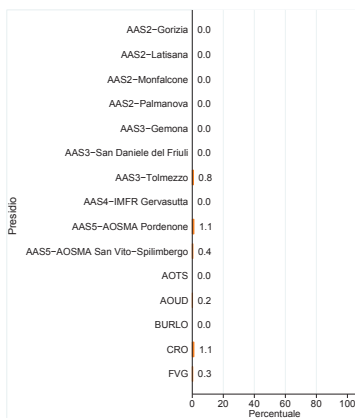 AAS2−Gorizia 0.0
AAS2−Latisana 0.0
AAS2−Monfalcone 0.0
AAS2−Palmanova 0.0
AAS3−Gemona 0.0
AAS3−San Daniele del Friuli 0.0
AAS3−Tolmezzo 0.8
AAS4−IMFR Gervasutta 0.0
AAS5−AOSMA Pordenone 1.1
AAS5−AOSMA San Vito−Spilimbergo 0.4
AOTS 0.0
AOUD 0.2
BURLO 0.0
CRO 1.1
FVG 0.3
Presidio
0 20 40 60 80 100
Percentuale